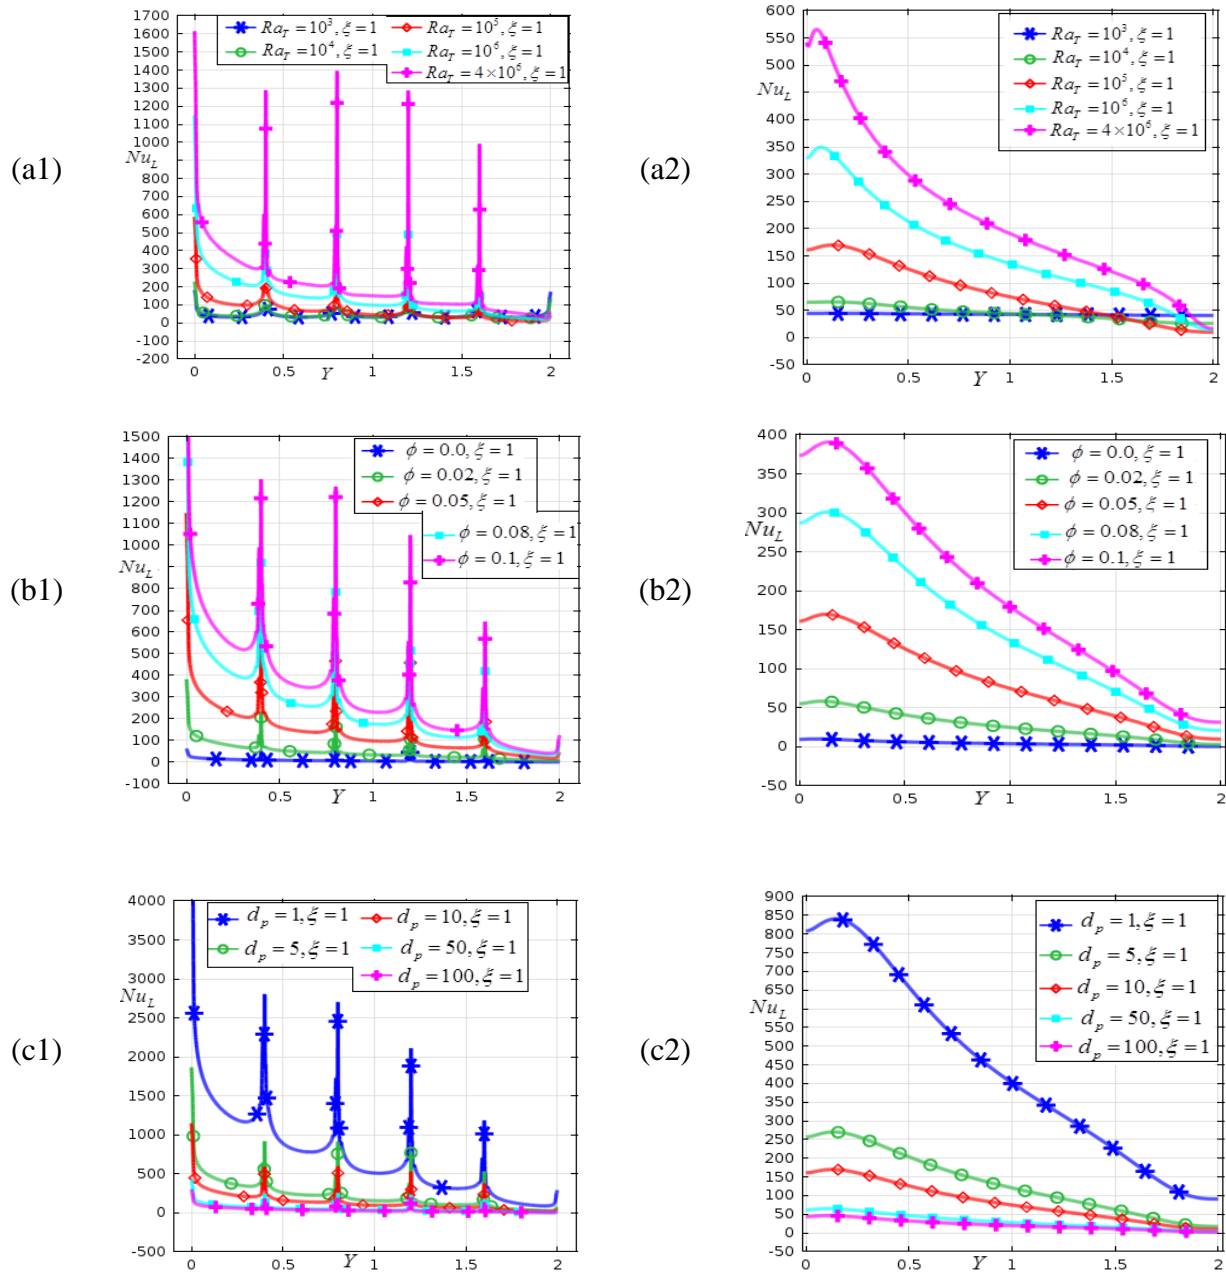 (a1)
1700
1600
1500
1400
1300
1200
1100
1000
900
800
700
600
500
400
300
200
100
0
-100
-200
Nu_L
Ra_T = 10^3, ξ = 1
Ra_T = 10^4, ξ = 1
Ra_T = 10^5, ξ = 1
Ra_T = 10^6, ξ = 1
Ra_T = 4×10^6, ξ = 1
0 0.5 Y 1 1.5 2
(a2)
600
550
500
450
400
350
300
250
200
150
100
50
0
-50
Nu_L
Ra_T = 10^3, ξ = 1
Ra_T = 10^4, ξ = 1
Ra_T = 10^5, ξ = 1
Ra_T = 10^6, ξ = 1
Ra_T = 4×10^6, ξ = 1
0 0.5 Y 1 1.5 2
(b1)
1500
1400
1300
1200
1100
1000
900
800
700
600
500
400
300
200
100
0
-100
Nu_L
ϕ = 0.0, ξ = 1
ϕ = 0.02, ξ = 1
ϕ = 0.05, ξ = 1
ϕ = 0.08, ξ = 1
ϕ = 0.1, ξ = 1
0 0.5 Y 1 1.5 2
(b2)
400
350
300
250
200
150
100
50
0
-50
Nu_L
ϕ = 0.0, ξ = 1
ϕ = 0.02, ξ = 1
ϕ = 0.05, ξ = 1
ϕ = 0.08, ξ = 1
ϕ = 0.1, ξ = 1
0 0.5 Y 1 1.5 2
(c1)
4000
3500
3000
2500
2000
1500
1000
500
0
-500
Nu_L
d_p = 1, ξ = 1
d_p = 5, ξ = 1
d_p = 10, ξ = 1
d_p = 50, ξ = 1
d_p = 100, ξ = 1
0 0.5 Y 1 1.5 2
(c2)
900
850
800
750
700
650
600
550
500
450
400
350
300
250
200
150
100
50
0
-50
Nu_L
d_p = 1, ξ = 1
d_p = 5, ξ = 1
d_p = 10, ξ = 1
d_p = 50, ξ = 1
d_p = 100, ξ = 1
0 0.5 Y 1 1.5 2